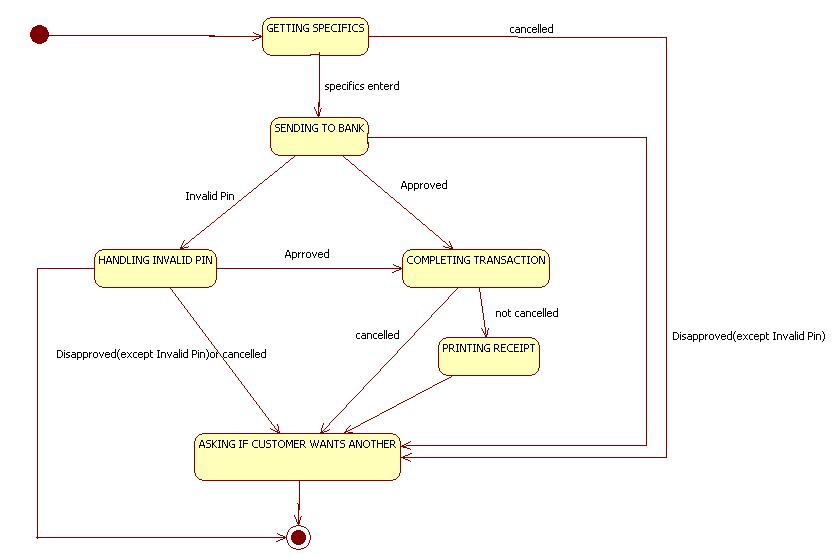 GETTING SPECIFICS
cancelled
specifics enterd
SENDING TO BANK
Invalid Pin
Approved
HANDLING INVALID PIN
Aprroved
COMPLETING TRANSACTION
not cancelled
cancelled
Disapproved(except Invalid Pin)
PRINTING RECEIPT
Disapproved(except Invalid Pin)or cancelled
ASKING IF CUSTOMER WANTS ANOTHER